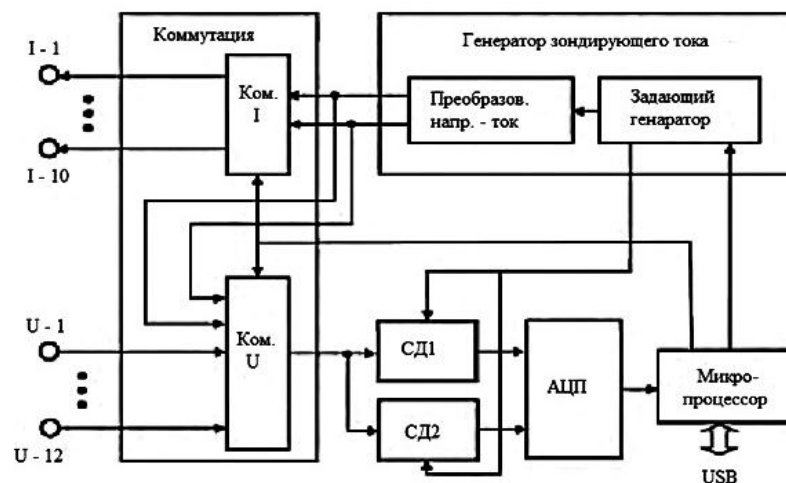 Коммутация
Генератор зондирующего тока
I - 1
Ком.
I
Преобразов.
напр. - ток
Задающий
генаратор
I - 10
U - 1
Ком.
U
СД1
АЦП
Микро-
процессор
СД2
U - 12
USB